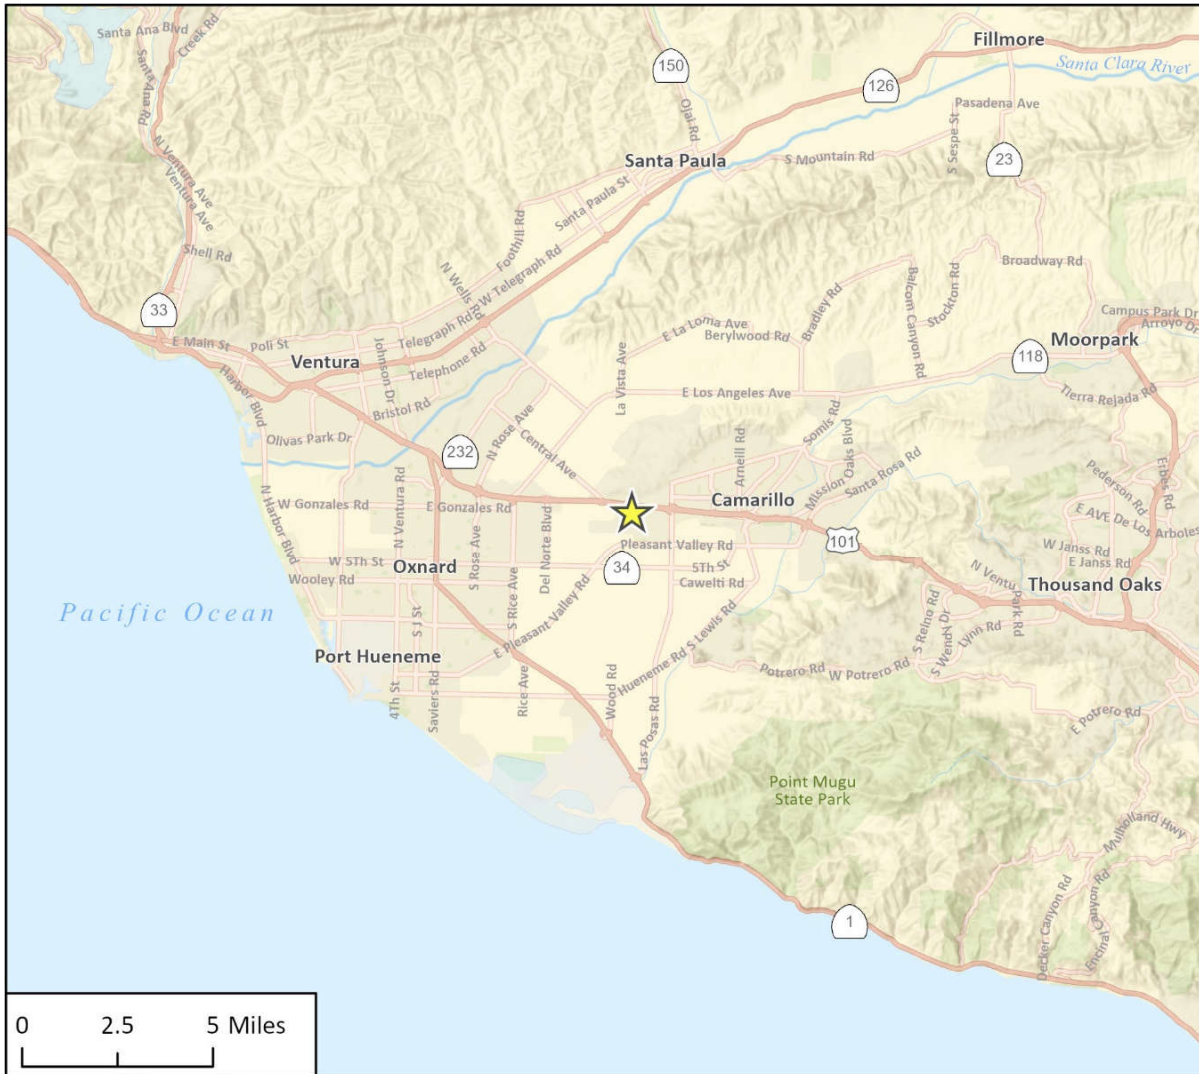 Santa Ana Blvd
Creek Rd
Santa Ana Rd
150
Fillmore
Santa Clara River
126
Ojai Rd
Pasadena Ave
S Sespe St
23
N Ventura Ave
Ventura Ave
Santa Paula
S Mountain Rd
Santa Paula St
Foothill Rd
Shell Rd
N Wells Rd
W Telegraph Rd
Broadway Rd
Balcom Canyon Rd
Stockton Rd
Bradley Rd
33
E La Loma Ave
Berylwood Rd
Campus Park Dr
Arroyo Dr
E Main St
Poli St
Telegraph Rd
Johnson Dr
Telephone Rd
Moorpark
118
Ventura
La Vista Ave
Harbor Blvd
Bristol Rd
E Los Angeles Ave
Tierra Rejada Rd
N Rose Ave
Somis Rd
Olivas Park Dr
232
Central Ave
Arneill Rd
Mission Oaks Blvd
Santa Rosa Rd
Pederson Rd
Erbes Rd
N Harbor Blvd
W Gonzales Rd
N Ventura Rd
E Gonzales Rd
Del Norte Blvd
Camarillo
E AVE De Los Arboles
101
Pleasant Valley Rd
W Janss Rd
E Janss Rd
W 5Th St
Wooley Rd
Oxnard
S Rose Ave
S Rice Ave
34
5Th St
Cawelti Rd
N Ventu Park Rd
Thousand Oaks
Pacific Ocean
S J St
E Pleasant Valley Rd
S Lewis Rd
S Reino Rd
S Wendy Dr
Lynn Rd
Port Hueneme
Hueneme Rd
Potrero Rd
W Potrero Rd
4Th St
Saviers Rd
Rice Ave
Wood Rd
Las Posas Rd
E Potrero Rd
Point Mugu
State Park
Mulholland Hwy
Decker Canyon Rd
Encinal Canyon Rd
1
0 2.5 5 Miles